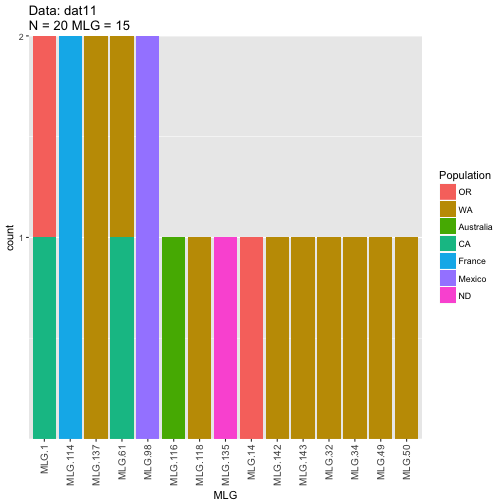 Data: dat11
N = 20 MLG = 15
2
1
count
MLG.1
MLG.114
MLG.137
MLG.61
MLG.98
MLG.116
MLG.118
MLG.135
MLG.14
MLG.142
MLG.143
MLG.32
MLG.34
MLG.49
MLG.50
MLG
Population
OR
WA
Australia
CA
France
Mexico
ND